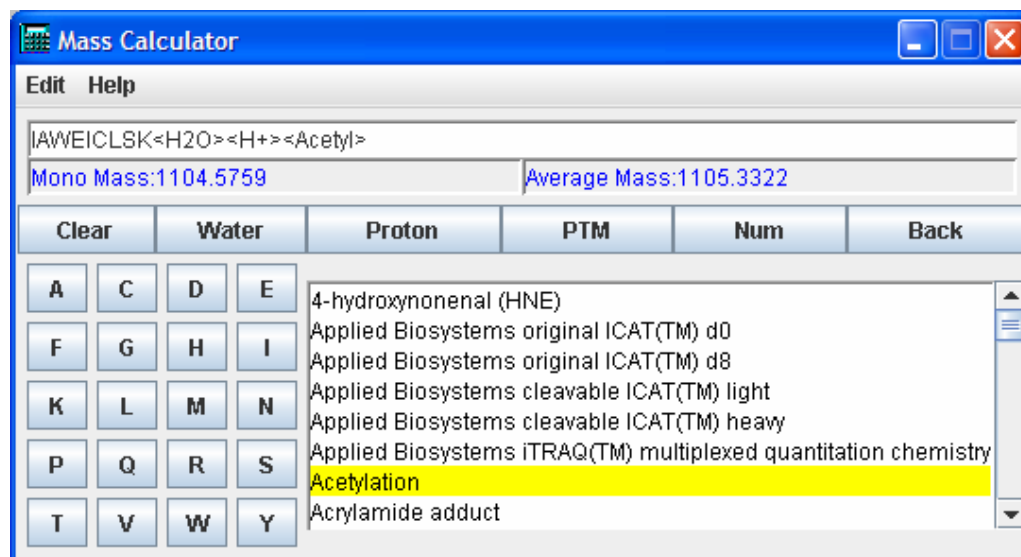 Mass Calculator
Edit Help
IAWEICLSK<H2O><H+><Acetyl>
Mono Mass:1104.5759 Average Mass:1105.3322
Clear Water Proton PTM Num Back
A C D E
F G H I
K L M N
P Q R S
T V W Y
4-hydroxynonenal (HNE)
Applied Biosystems original ICAT(TM) d0
Applied Biosystems original ICAT(TM) d8
Applied Biosystems cleavable ICAT(TM) light
Applied Biosystems cleavable ICAT(TM) heavy
Applied Biosystems iTRAQ(TM) multiplexed quantitation chemistry
Acetylation
Acrylamide adduct